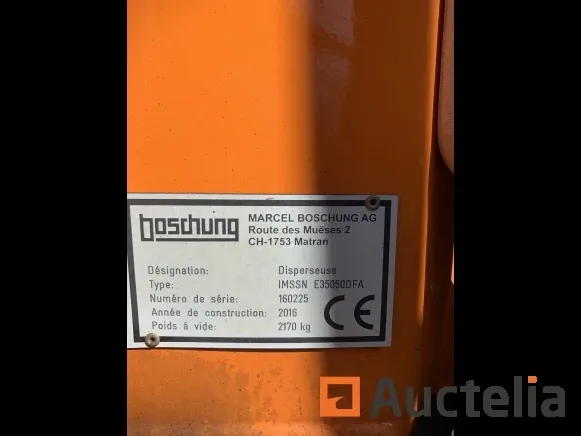 boschung
MARCEL BOSCHUNG AG
Route des Muëses 2
CH-1753 Matran
Désignation: Disperseuse
Type: IMSSN E35050DFA
Numéro de série: 160225
Année de construction: 2016
Poids à vide: 2170 kg
CE
Auctelia